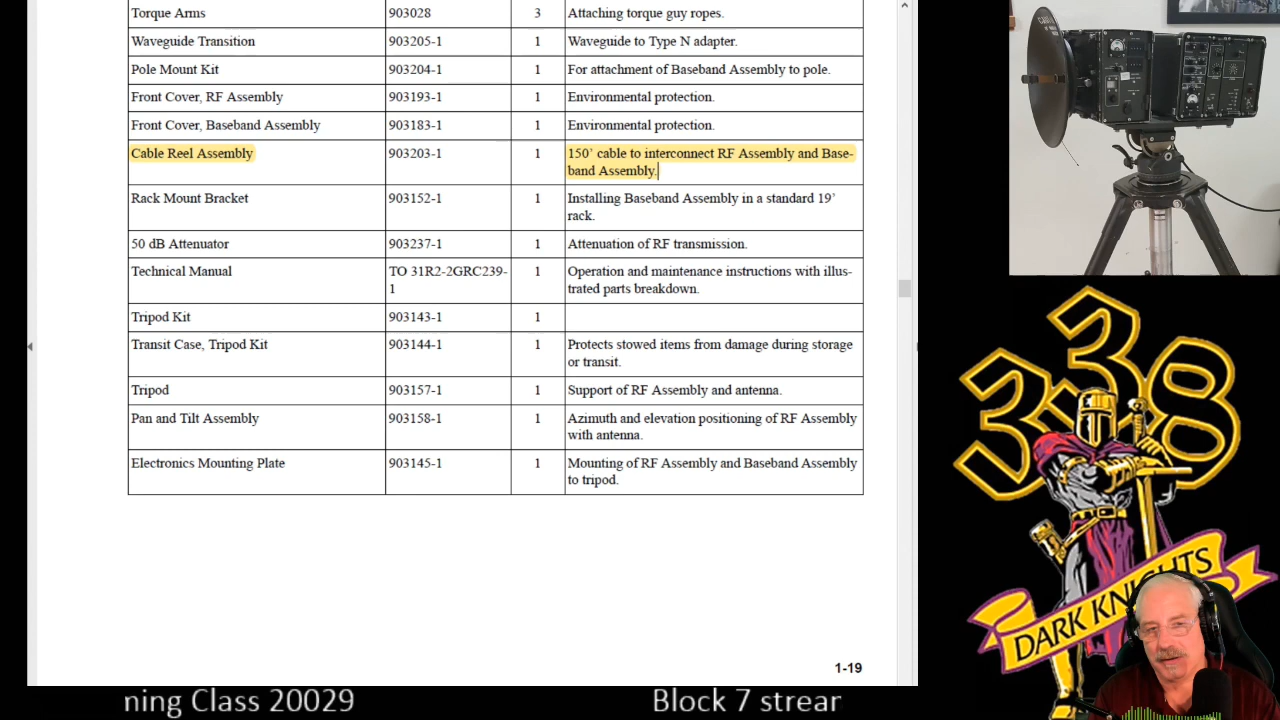 Torque Arms 903028 3 Attaching torque guy ropes.
Waveguide Transition 903205-1 1 Waveguide to Type N adapter.
Pole Mount Kit 903204-1 1 For attachment of Baseband Assembly to pole.
Front Cover, RF Assembly 903193-1 1 Environmental protection.
Front Cover, Baseband Assembly 903183-1 1 Environmental protection.
Cable Reel Assembly 903203-1 1 150’ cable to interconnect RF Assembly and Base-
band Assembly.
Rack Mount Bracket 903152-1 1 Installing Baseband Assembly in a standard 19’
rack.
50 dB Attenuator 903237-1 1 Attenuation of RF transmission.
Technical Manual TO 31R2-2GRC239- 1 Operation and maintenance instructions with illus-
1 trated parts breakdown.
Tripod Kit 903143-1 1
Transit Case, Tripod Kit 903144-1 1 Protects stowed items from damage during storage
or transit.
Tripod 903157-1 1 Support of RF Assembly and antenna.
Pan and Tilt Assembly 903158-1 1 Azimuth and elevation positioning of RF Assembly
with antenna.
Electronics Mounting Plate 903145-1 1 Mounting of RF Assembly and Baseband Assembly
to tripod.
1-19
338
DARK KNIGHTS
ning Class 20029 Block 7 strear